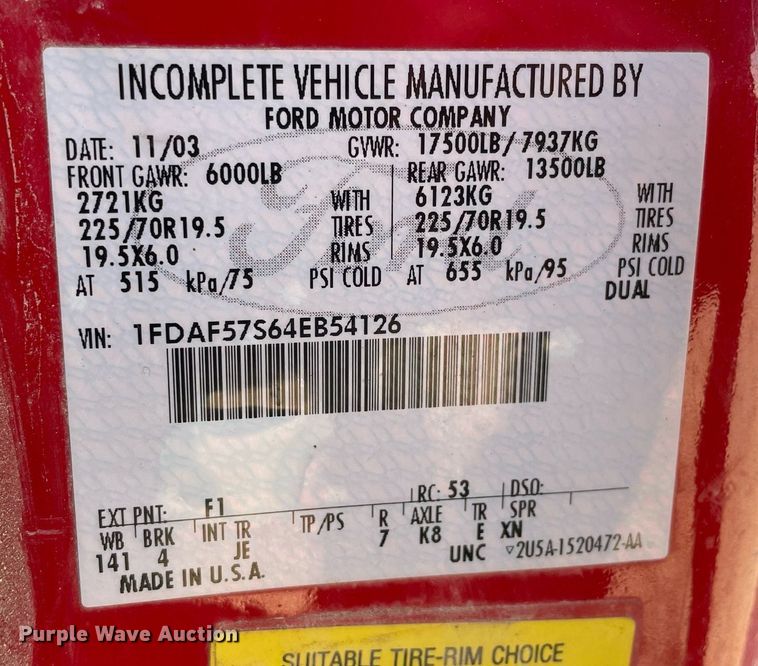 INCOMPLETE VEHICLE MANUFACTURED BY
FORD MOTOR COMPANY
DATE: 11/03 GVWR: 17500LB/ 7937KG
FRONT GAWR: 6000LB REAR GAWR: 13500LB
2721KG WITH 6123KG WITH
225/70R19.5 TIRES 225/70R19.5 TIRES
19.5X6.0 RIMS 19.5X6.0 RIMS
AT 515 kPa/75 PSI COLD AT 655 kPa/95 PSI COLD
DUAL
Ford
VIN: 1FDAF57S64EB54126
EXT PNT: F1 RC: 53 DSO:
WB BRK INT TR TP/PS R AXLE TR SPR
141 4 JE 7 K8 E XN
UNC ▽2U5A-1520472-AA
MADE IN U.S.A.
Purple Wave Auction
SUITABLE TIRE-RIM CHOICE